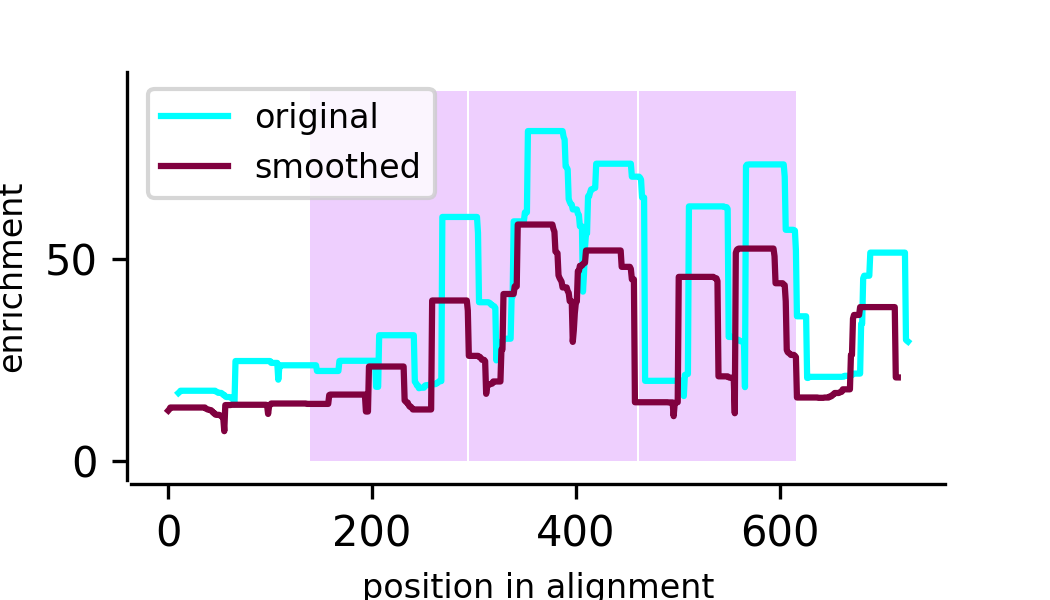 original
smoothed
enrichment
50
0
0 200 400 600
position in alignment